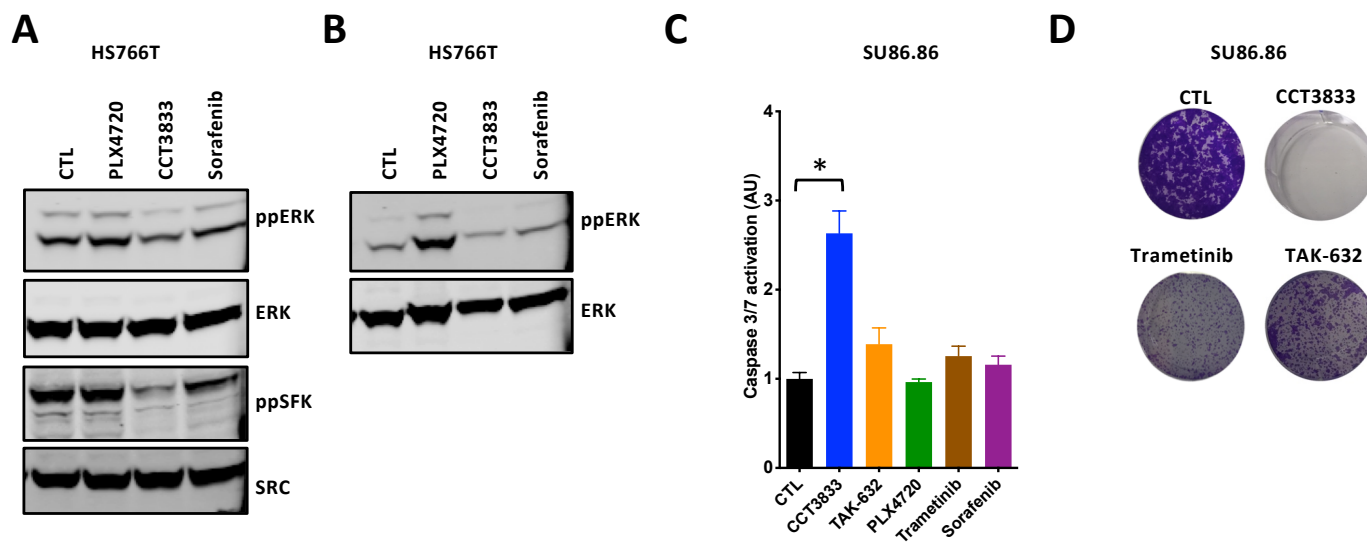 A
HS766T
CTL
PLX4720
CCT3833
Sorafenib
ppERK
ERK
ppSFK
SRC
B
HS766T
CTL
PLX4720
CCT3833
Sorafenib
ppERK
ERK
C
SU86.86
Caspase 3/7 activation (AU)
4
3
2
1
0
*
CTL
CCT3833
TAK-632
PLX4720
Trametinib
Sorafenib
D
SU86.86
CTL
CCT3833
Trametinib
TAK-632